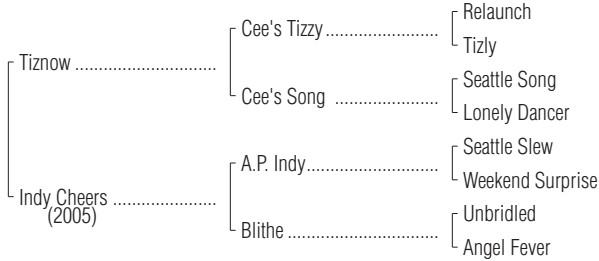 Relaunch
Cee's Tizzy
Tizly
Tiznow
Seattle Song
Cee's Song
Lonely Dancer
Seattle Slew
A.P. Indy
Weekend Surprise
Indy Cheers
(2005)
Unbridled
Blithe
Angel Fever